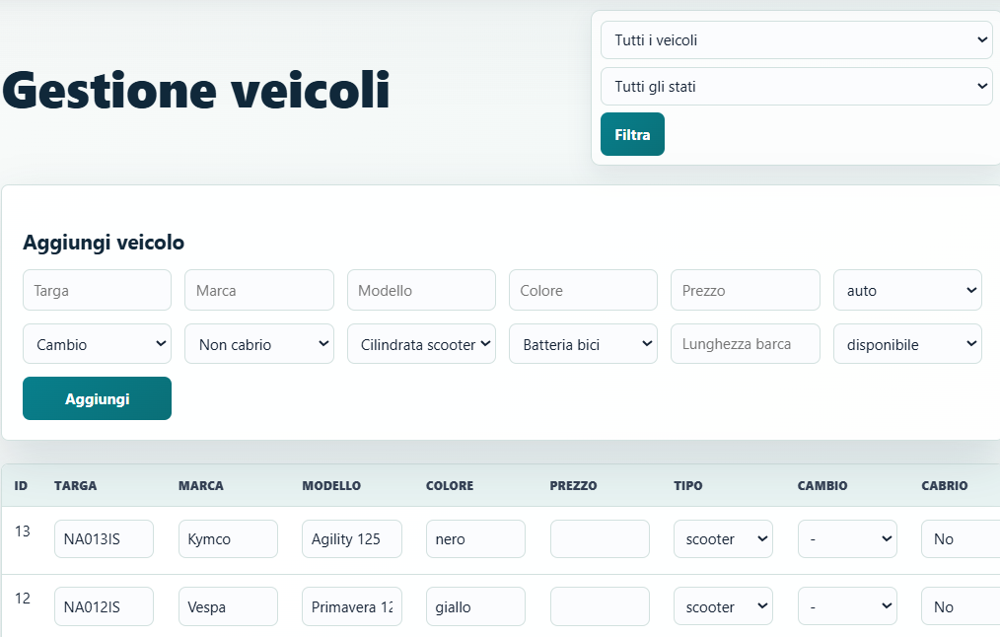 Tutti i veicoli
Gestione veicoli
Tutti gli stati
Filtra
Aggiungi veicolo
Targa Marca Modello Colore Prezzo auto
Cambio Non cabrio Cilindrata scooter Batteria bici Lunghezza barca disponibile
Aggiungi
ID TARGA MARCA MODELLO COLORE PREZZO TIPO CAMBIO CABRIO
13 NA013IS Kymco Agility 125 nero scooter - No
12 NA012IS Vespa Primavera 12 giallo scooter - No